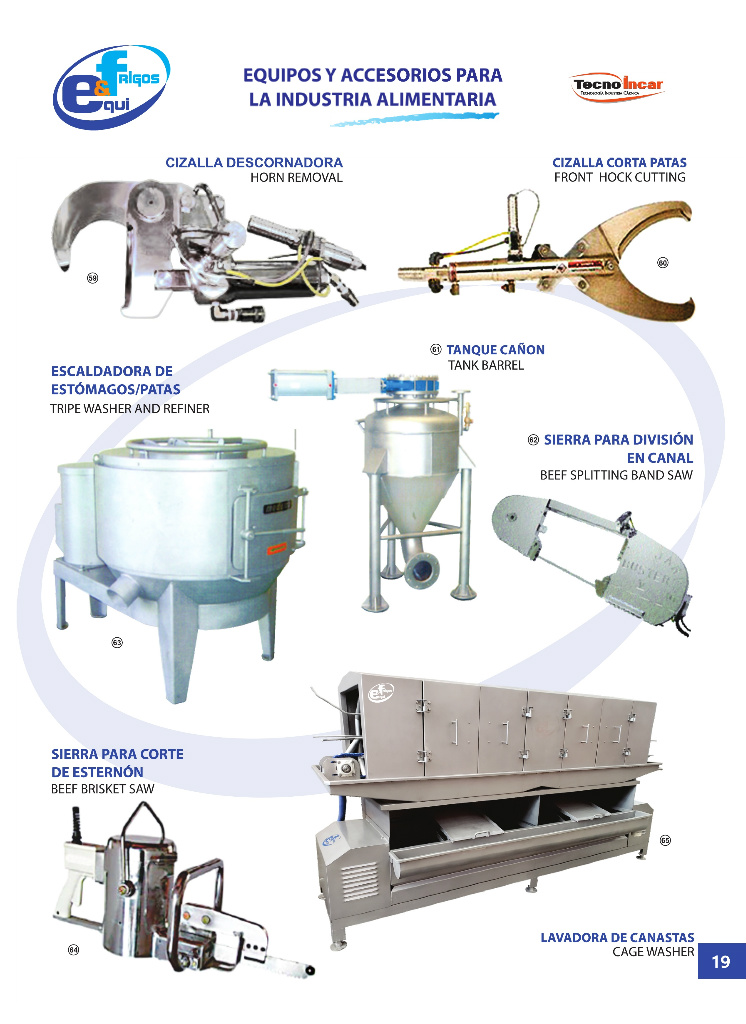 e&e FRIGOS
qui
EQUIPOS Y ACCESORIOS PARA
LA INDUSTRIA ALIMENTARIA
Tecno Incar
TECNOLOGÍA INDUSTRIA CÁRNICA
CIZALLA DESCORNADORA
HORN REMOVAL
59
CIZALLA CORTA PATAS
FRONT HOCK CUTTING
60
61 TANQUE CAÑON
TANK BARREL
ESCALDADORA DE
ESTÓMAGOS/PATAS
TRIPE WASHER AND REFINER
62 SIERRA PARA DIVISIÓN
EN CANAL
BEEF SPLITTING BAND SAW
63
SIERRA PARA CORTE
DE ESTERNÓN
BEEF BRISKET SAW
64
65
LAVADORA DE CANASTAS
CAGE WASHER
19